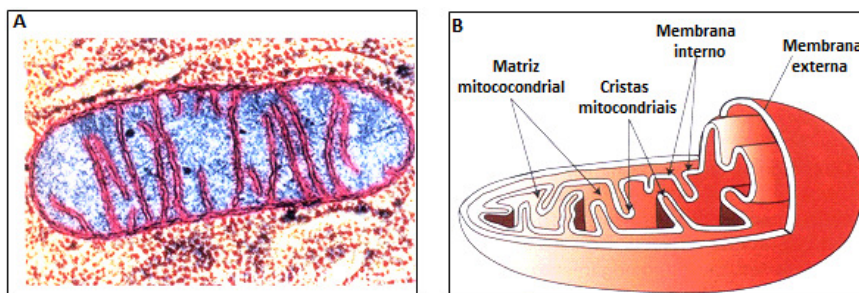 A
B
Membrana
interno
Membrana
externa
Matriz
mitococondrial
Cristas
mitocondriais